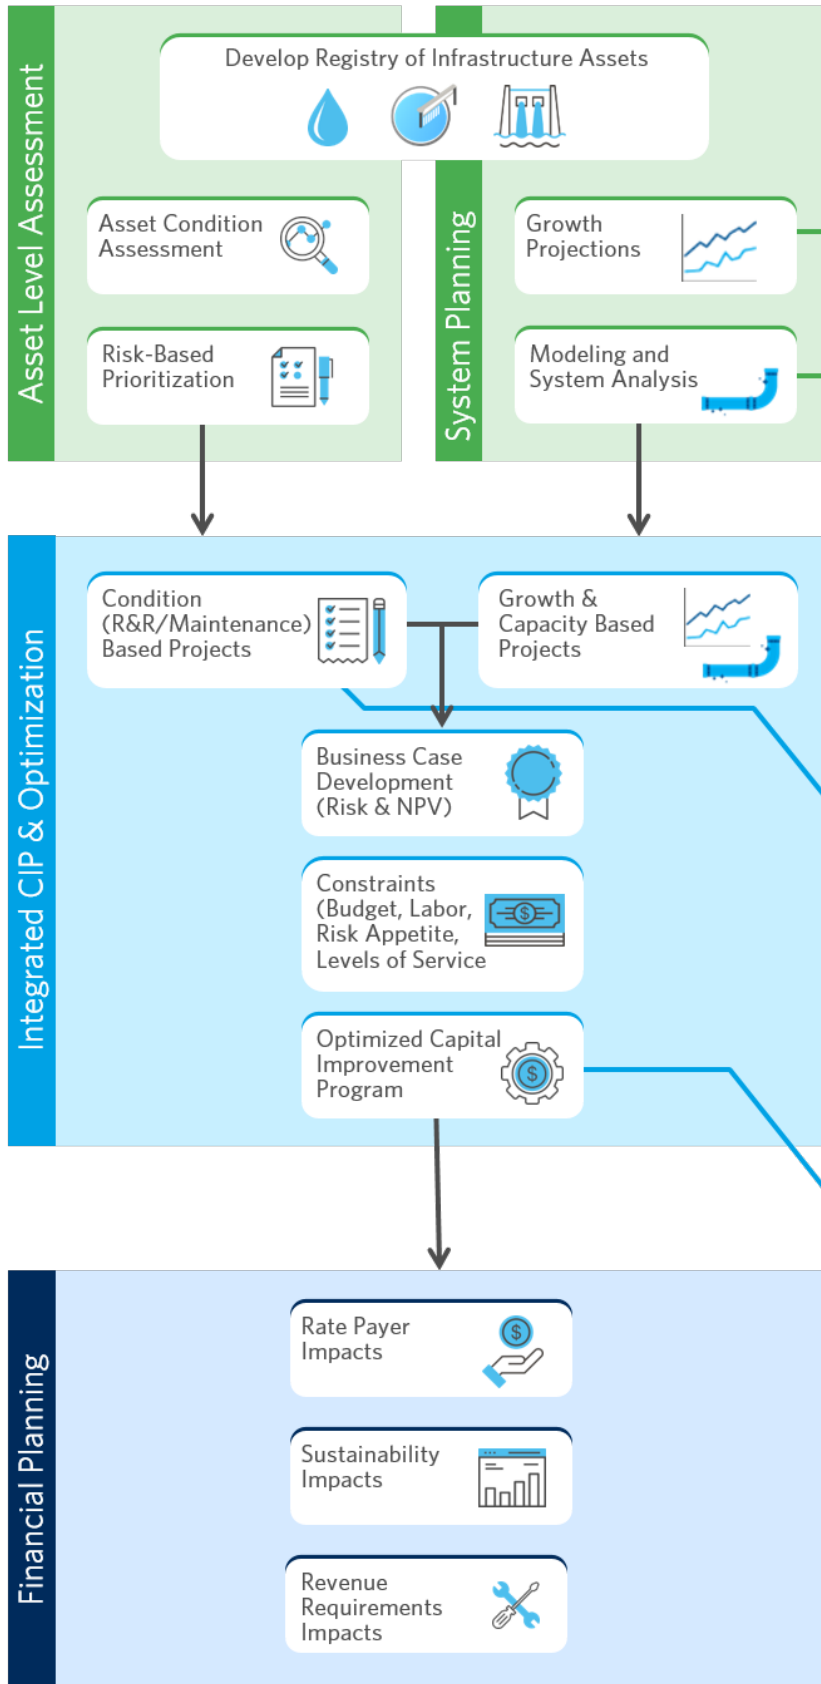 Asset Level Assessment
System Planning
Develop Registry of Infrastructure Assets
Asset Condition
Assessment
Risk-Based
Prioritization
Growth
Projections
Modeling and
System Analysis
Integrated CIP & Optimization
Condition
(R&R/Maintenance)
Based Projects
Growth &
Capacity Based
Projects
Business Case
Development
(Risk & NPV)
Constraints
(Budget, Labor,
Risk Appetite,
Levels of Service
$
Optimized Capital
Improvement
Program
$
Financial Planning
Rate Payer
Impacts
$
Sustainability
Impacts
Revenue
Requirements
Impacts